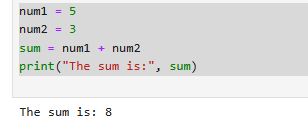 num1 = 5
num2 = 3
sum = num1 + num2
print("The sum is:", sum)
The sum is: 8